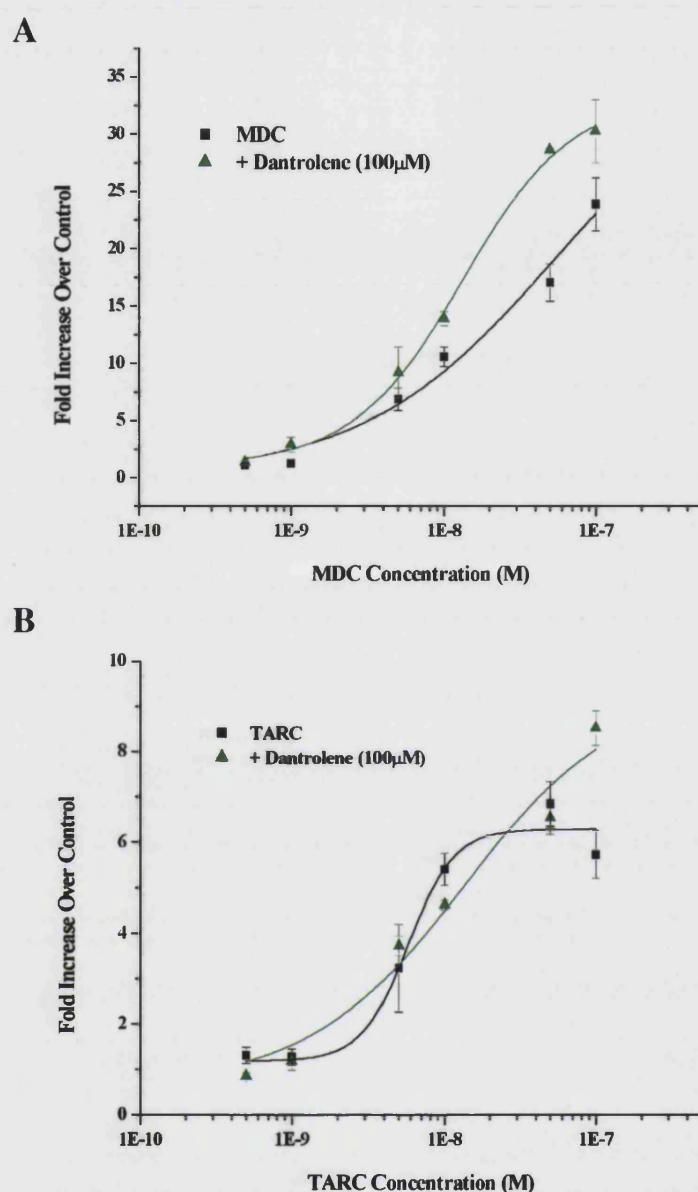 A
35
30
25
20
15
10
5
0
Fold Increase Over Control
MDC
+ Dantrolene (100μM)
1E-10 1E-9 1E-8 1E-7
MDC Concentration (M)
B
10
8
6
4
2
0
Fold Increase Over Control
TARC
+ Dantrolene (100μM)
1E-10 1E-9 1E-8 1E-7
TARC Concentration (M)